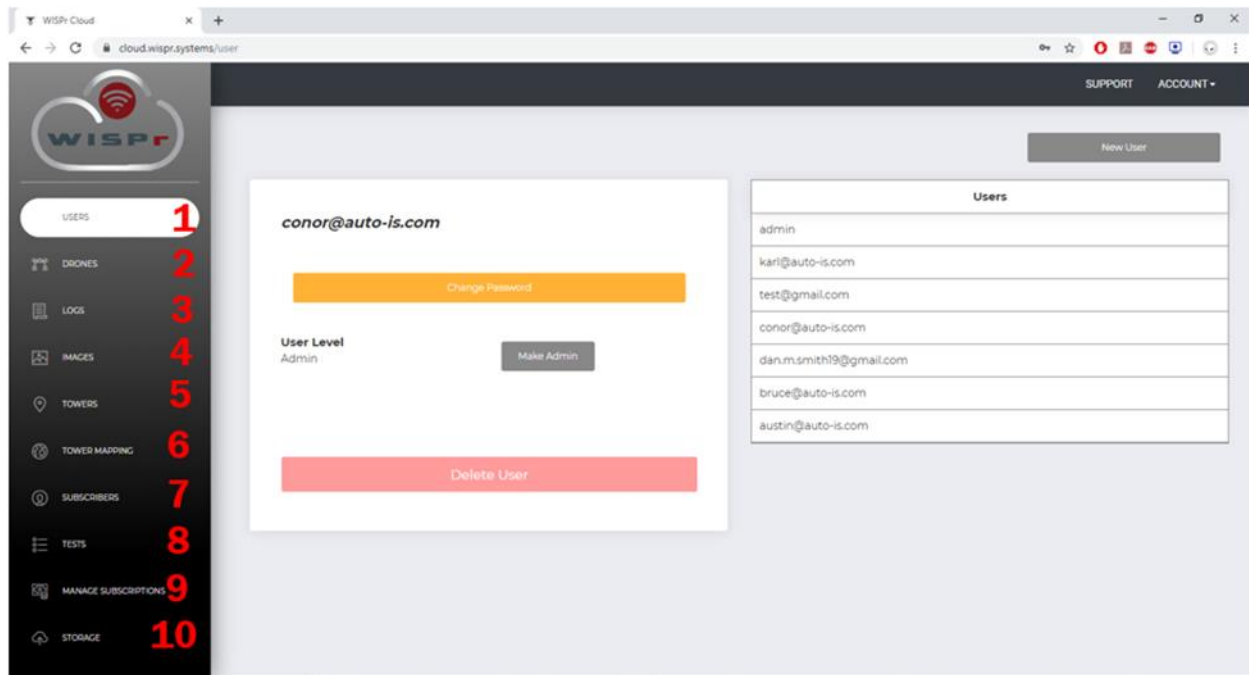 WISPr Cloud
cloud.wispr.systems/user
SUPPORT ACCOUNT
WISPr
New User
USERS 1
DRONES 2
LOGS 3
IMAGES 4
TOWERS 5
TOWER MAPPING 6
SUBSCRIBERS 7
TESTS 8
MANAGE SUBSCRIPTIONS 9
STORAGE 10
conor@auto-is.com
Change Password
User Level
Admin
Make Admin
Delete User
Users
admin
karl@auto-is.com
test@gmail.com
conor@auto-is.com
dan.m.smith19@gmail.com
bruce@auto-is.com
austin@auto-is.com